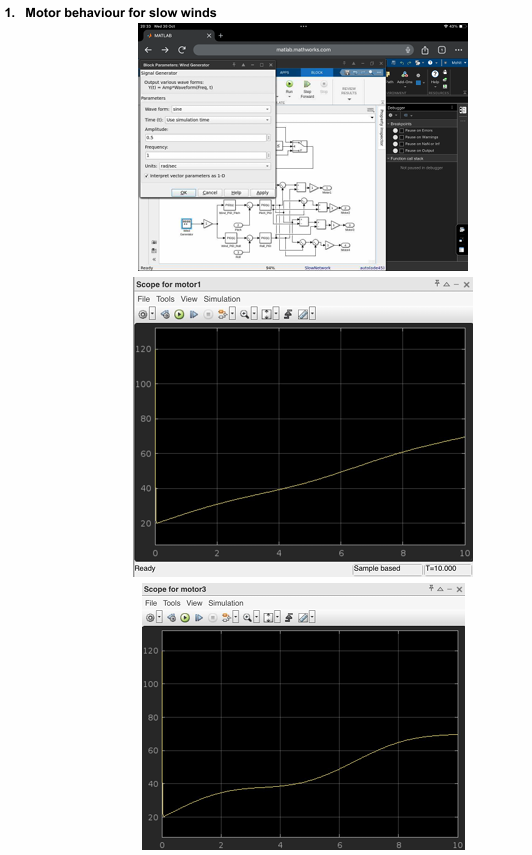 1. Motor behaviour for slow winds
MATLAB
matlab.mathworks.com
Block Parameters: Wind Generator
Signal Generator
Output various wave forms:
Y(t) = Amp*Waveform(Freq, t)
Parameters
Wave form: sine
Time (t): Use simulation time
Amplitude:
0.5
Frequency:
1
Units: rad/sec
Interpret vector parameters as 1-D
OK Cancel Help Apply
APPS BLOCK
Run Step Forward
REVIEW RESULTS
Property Inspector
Debugger
Breakpoints
Pause on Errors
Pause on Warnings
Pause on NaN or Inf
Pause on Output
Function call stack
Not paused in debugger
Ready 94% SlowNetwork
Scope for motor1
File Tools View Simulation
120
100
80
60
40
20
0 2 4 6 8 10
Ready Sample based T=10.000
Scope for motor3
File Tools View Simulation
120
100
80
60
40
20
0 2 4 6 8 10